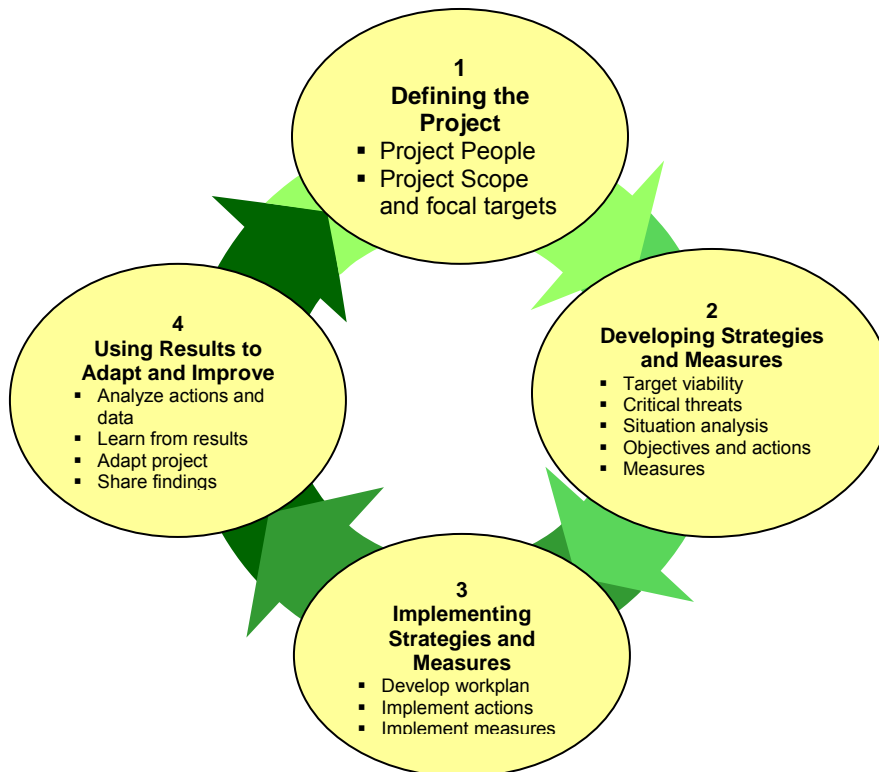 1
Defining the
Project
▪ Project People
▪ Project Scope
and focal targets
2
Developing Strategies
and Measures
▪ Target viability
▪ Critical threats
▪ Situation analysis
▪ Objectives and actions
▪ Measures
3
Implementing
Strategies and
Measures
▪ Develop workplan
▪ Implement actions
▪ Implement measures
4
Using Results to
Adapt and Improve
▪ Analyze actions and
data
▪ Learn from results
▪ Adapt project
▪ Share findings